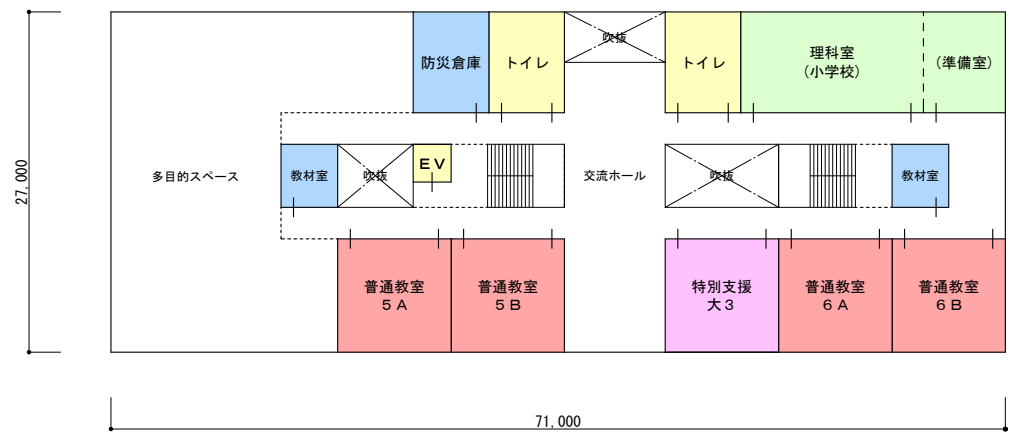 吹抜
防災倉庫
トイレ
トイレ
理科室
(小学校)
(準備室)
27,000
多目的スペース
教材室
吹抜
EV
交流ホール
吹抜
教材室
普通教室
5A
普通教室
5B
特別支援
大3
普通教室
6A
普通教室
6B
71,000